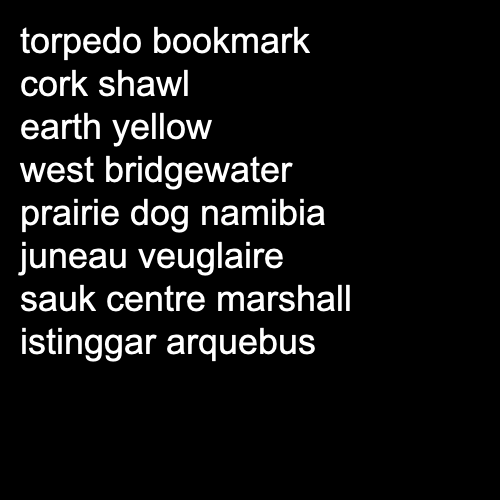 torpedo bookmark
cork shawl
earth yellow
west bridgewater
prairie dog namibia
juneau veuglaire
sauk centre marshall
istinggar arquebus